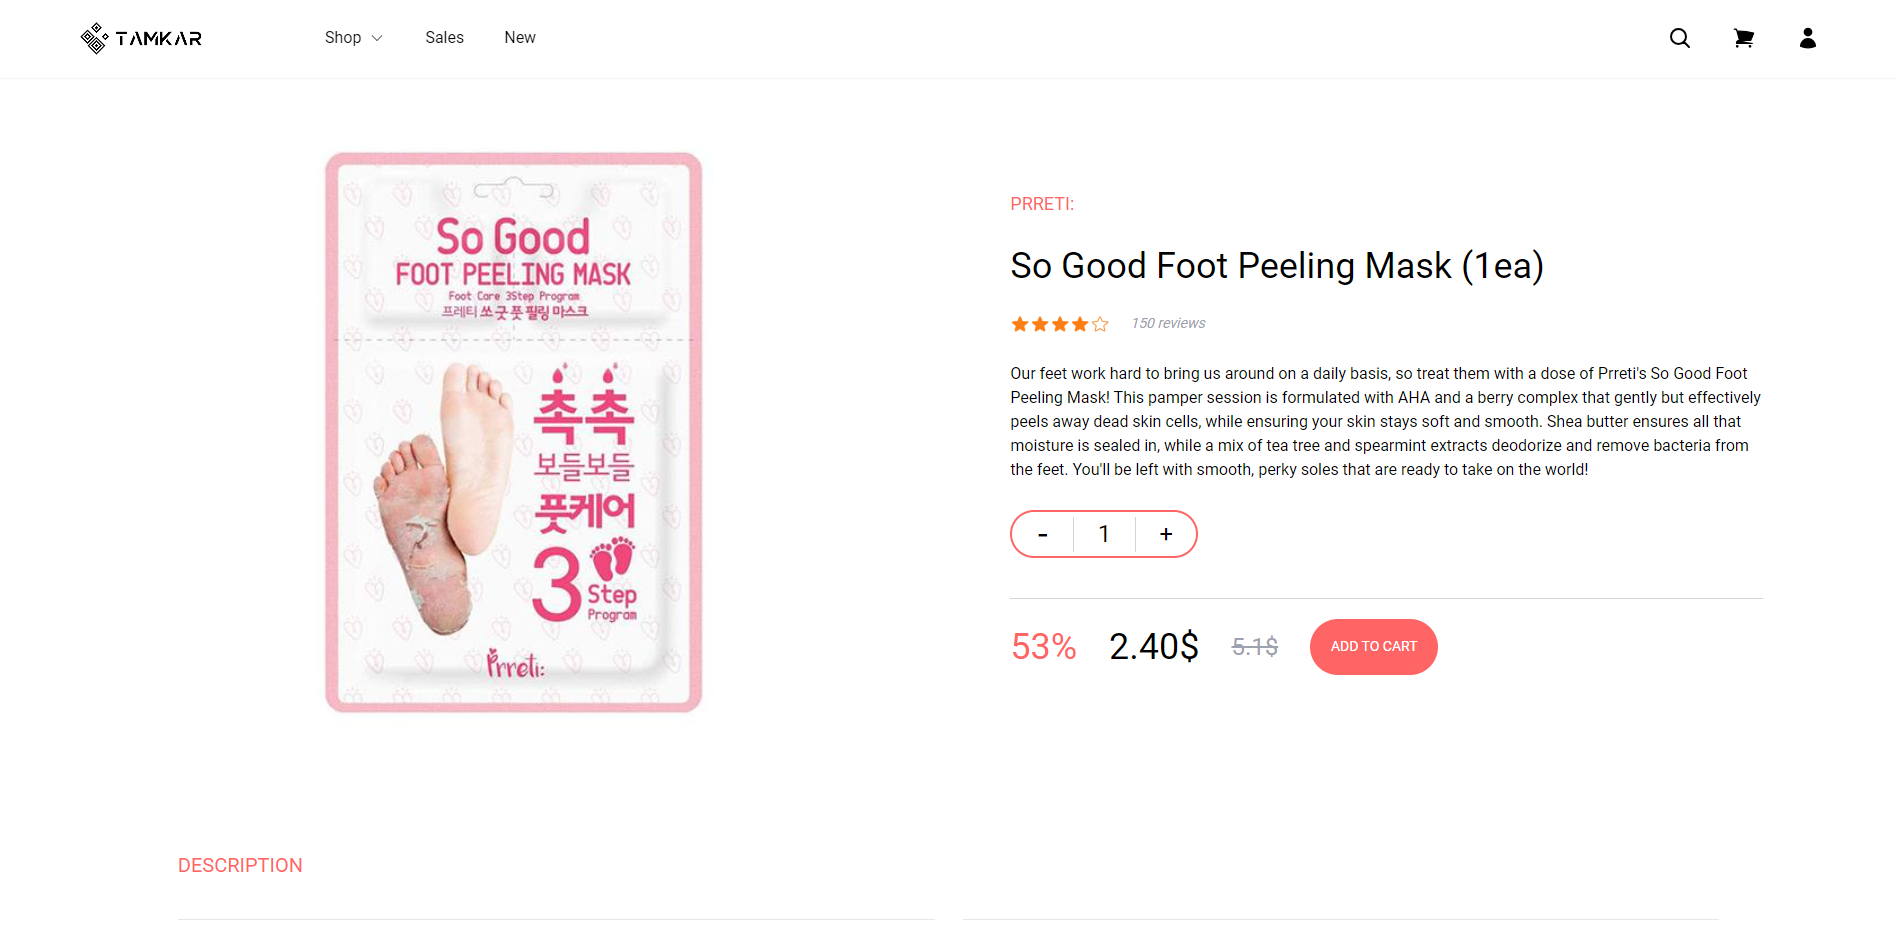 TAMKAR
Shop
Sales
New
So Good
FOOT PEELING MASK
Foot Care 3Step Program
프레티 쏘 굿 풋 필링 마스크
촉촉
보들보들
풋케어
3
Step
Program
Prreti:
PRRETI:
So Good Foot Peeling Mask (1ea)
150 reviews
Our feet work hard to bring us around on a daily basis, so treat them with a dose of Prreti's So Good Foot
Peeling Mask! This pamper session is formulated with AHA and a berry complex that gently but effectively
peels away dead skin cells, while ensuring your skin stays soft and smooth. Shea butter ensures all that
moisture is sealed in, while a mix of tea tree and spearmint extracts deodorize and remove bacteria from
the feet. You'll be left with smooth, perky soles that are ready to take on the world!
- 1 +
53% 2.40$ 5.1$ ADD TO CART
DESCRIPTION